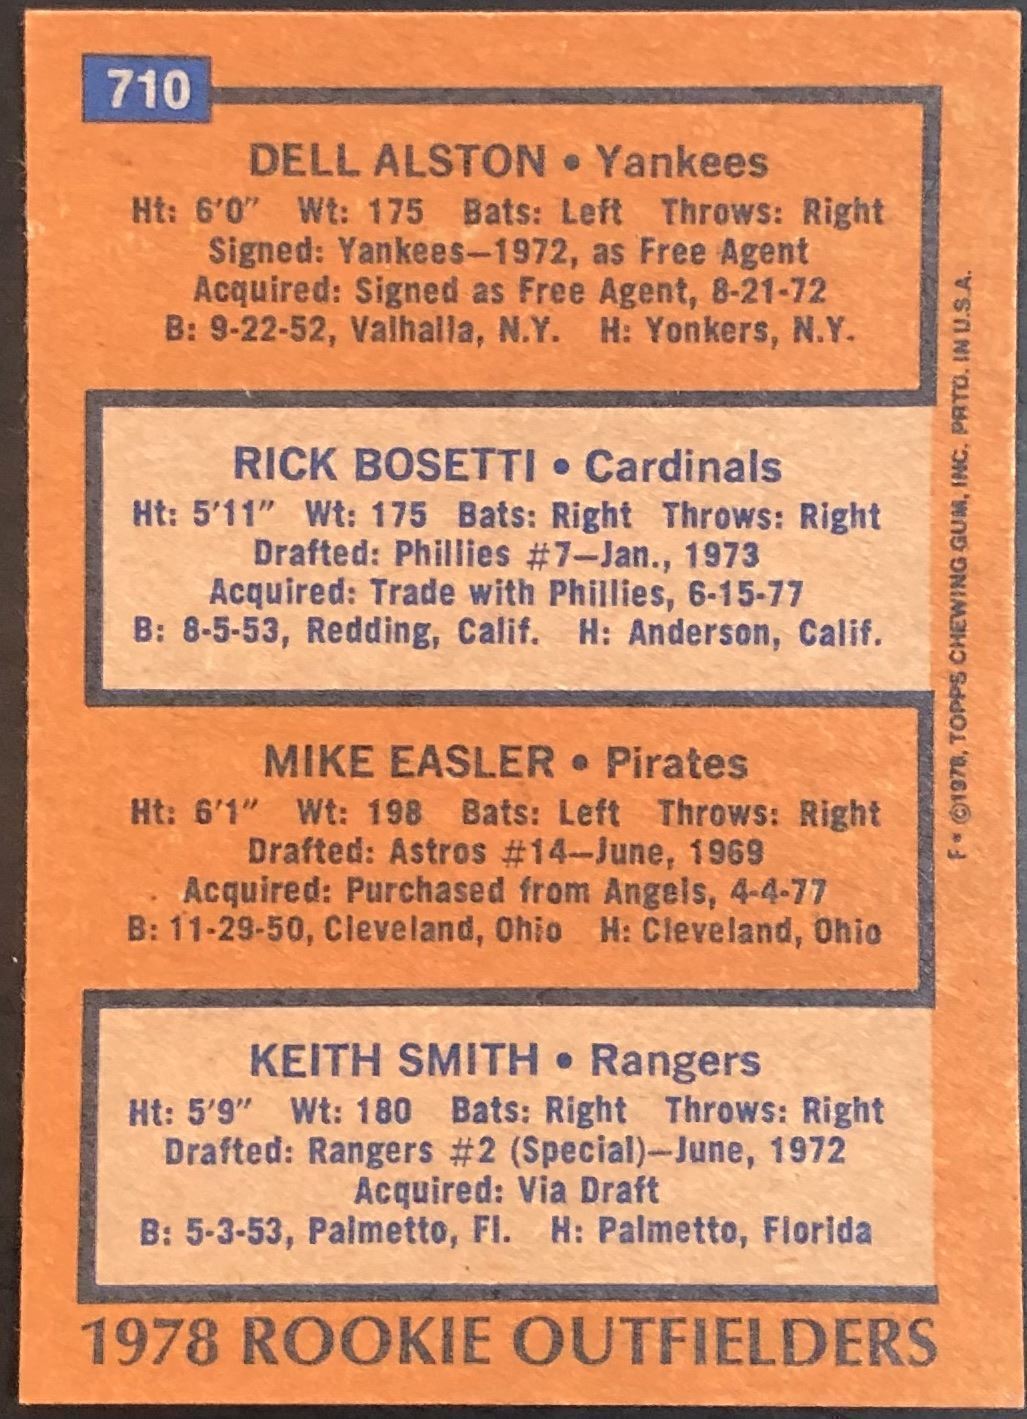 710
DELL ALSTON • Yankees
Ht: 6'0" Wt: 175 Bats: Left Throws: Right
Signed: Yankees—1972, as Free Agent
Acquired: Signed as Free Agent, 8-21-72
B: 9-22-52, Valhalla, N.Y. H: Yonkers, N.Y.
RICK BOSETTI • Cardinals
Ht: 5'11" Wt: 175 Bats: Right Throws: Right
Drafted: Phillies #7—Jan., 1973
Acquired: Trade with Phillies, 6-15-77
B: 8-5-53, Redding, Calif. H: Anderson, Calif.
MIKE EASLER • Pirates
Ht: 6'1" Wt: 198 Bats: Left Throws: Right
Drafted: Astros #14—June, 1969
Acquired: Purchased from Angels, 4-4-77
B: 11-29-50, Cleveland, Ohio H: Cleveland, Ohio
KEITH SMITH • Rangers
Ht: 5'9" Wt: 180 Bats: Right Throws: Right
Drafted: Rangers #2 (Special)—June, 1972
Acquired: Via Draft
B: 5-3-53, Palmetto, Fl. H: Palmetto, Florida
1978 ROOKIE OUTFIELDERS
F* ©1978, TOPPS CHEWING GUM, INC. PRTD. IN U.S.A.